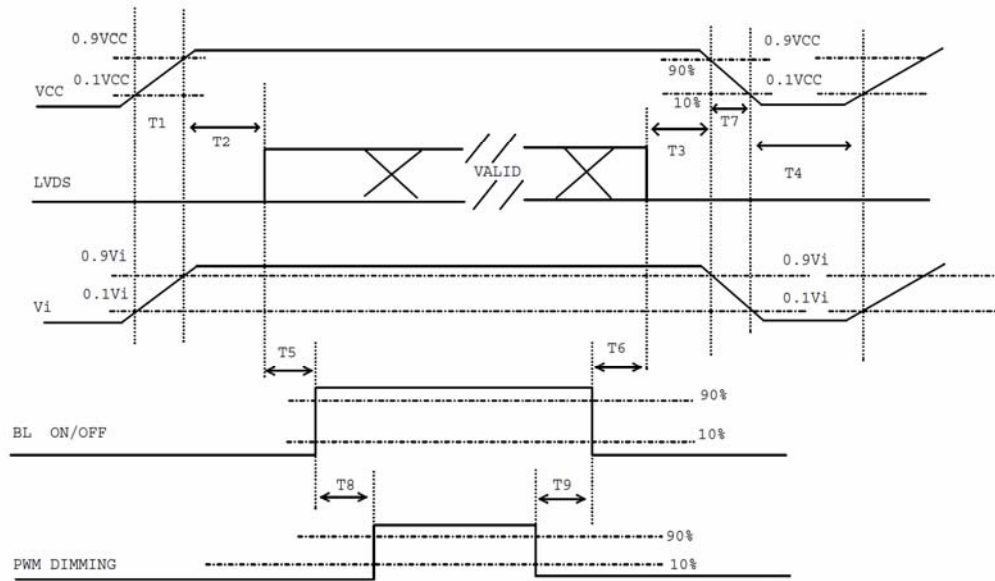 0.9VCC
0.9VCC
90%
0.1VCC
0.1VCC
VCC
10%
T1
T2
T3
T7
T4
VALID
LVDS
0.9Vi
0.9Vi
0.1Vi
0.1Vi
Vi
T5
T6
90%
BL ON/OFF
10%
T8
T9
90%
PWM DIMMING
10%